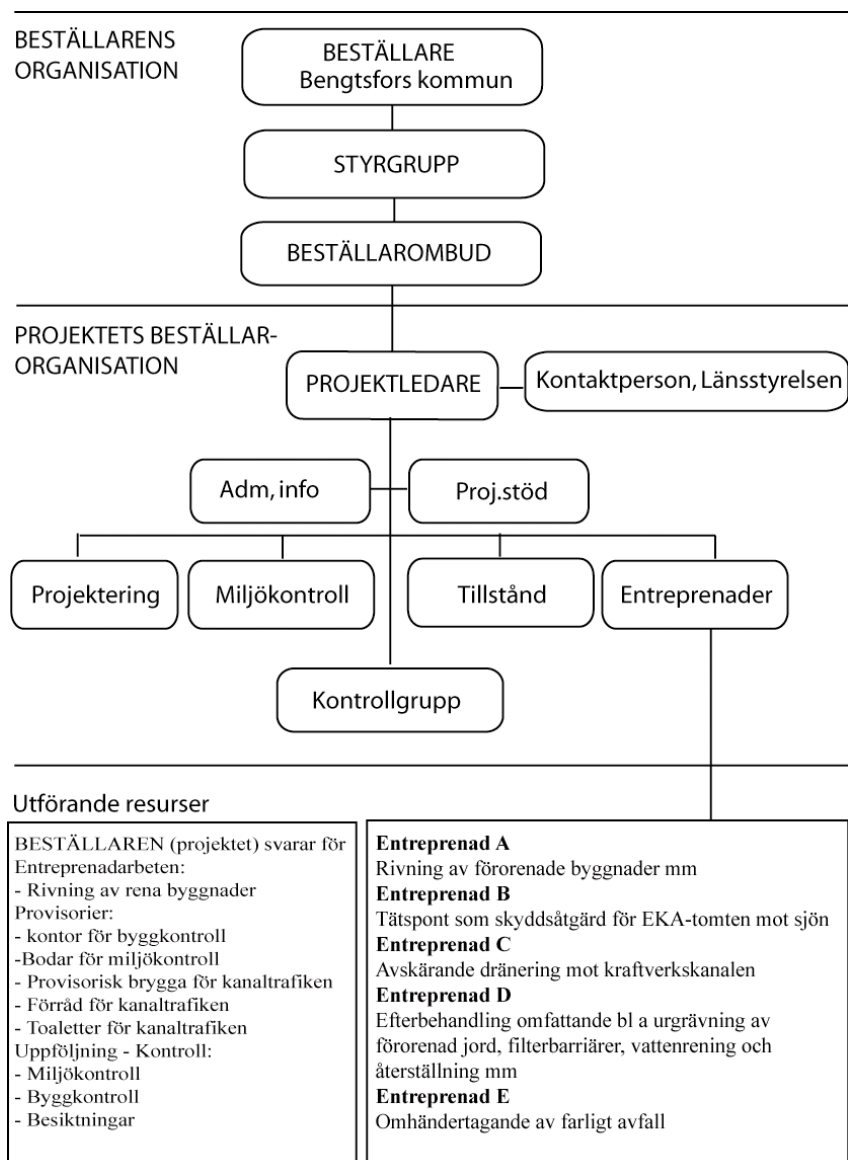 BESTÄLLARENS
ORGANISATION
BESTÄLLARE
Bengtsfors kommun
STYRGRUPP
BESTÄLLAROMBUD
PROJEKTETS BESTÄLLAR-
ORGANISATION
PROJEKTLEDARE
Kontaktperson, Länsstyrelsen
Adm, info
Proj.stöd
Projektering
Miljökontroll
Tillstånd
Entreprenader
Kontrollgrupp
Utförande resurser
BESTÄLLAREN (projektet) svarar för
Entreprenadarbeten:
- Rivning av rena byggnader
Provisorier:
- kontor för byggkontroll
-Bodar för miljökontroll
- Provisorisk brygga för kanaltrafiken
- Förråd för kanaltrafiken
- Toaletter för kanaltrafiken
Uppföljning - Kontroll:
- Miljökontroll
- Byggkontroll
- Besiktningar
Entreprenad A
Rivning av förorenade byggnader mm
Entreprenad B
Tätspont som skyddsåtgärd för EKA-tomten mot sjön
Entreprenad C
Avskärande dränering mot kraftverkskanalen
Entreprenad D
Efterbehandling omfattande bl a urgrävning av
förorenad jord, filterbarriärer, vattenrening och
återställning mm
Entreprenad E
Omhändertagande av farligt avfall